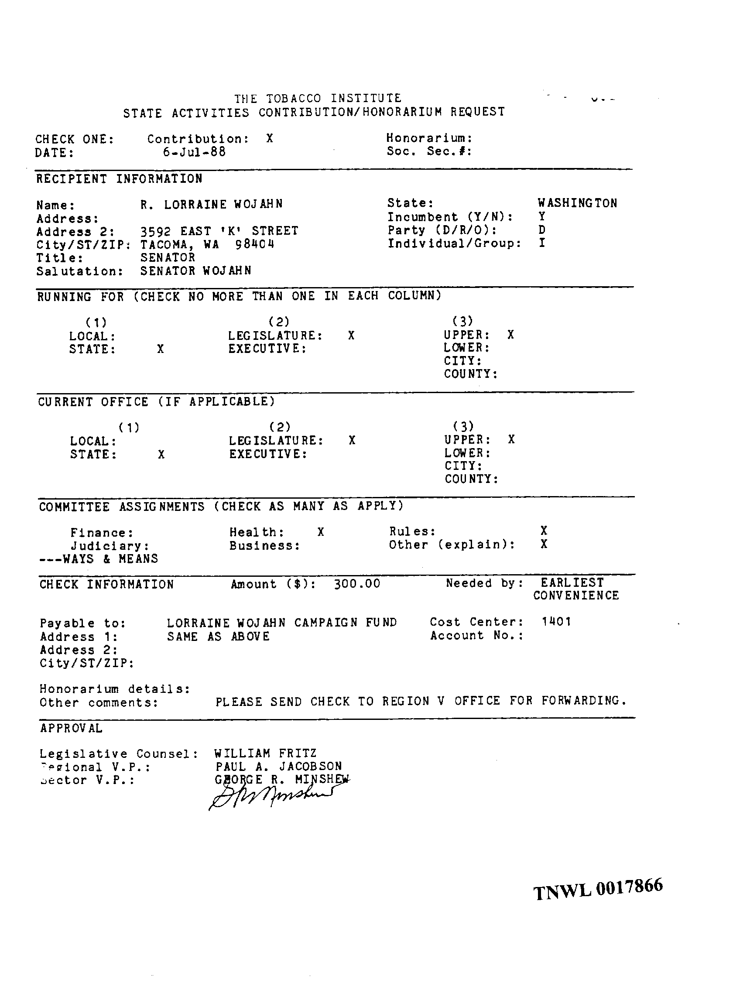 THE TOBACCO INSTITUTE
STATE ACTIVITIES CONTRIBUTION/HONORARIUM REQUEST
CHECK ONE: Contribution: X Honorarium:
DATE: 6-Jul-88 Soc. Sec.#:
RECIPIENT INFORMATION
Name: R. LORRAINE WOJAHN State: WASHINGTON
Address: Incumbent (Y/N): Y
Address 2: 3592 EAST 'K' STREET Party (D/R/O): D
City/ST/ZIP: TACOMA, WA 98404 Individual/Group: I
Title: SENATOR
Salutation: SENATOR WOJAHN
RUNNING FOR (CHECK NO MORE THAN ONE IN EACH COLUMN)
(1) (2) (3)
LOCAL: LEGISLATURE: X UPPER: X
STATE: X EXECUTIVE: LOWER:
CITY:
COUNTY:
CURRENT OFFICE (IF APPLICABLE)
(1) (2) (3)
LOCAL: LEGISLATURE: X UPPER: X
STATE: X EXECUTIVE: LOWER:
CITY:
COUNTY:
COMMITTEE ASSIGNMENTS (CHECK AS MANY AS APPLY)
Finance: Health: X Rules: X
Judiciary: Business: Other (explain): X
---WAYS & MEANS
CHECK INFORMATION Amount ($): 300.00 Needed by: EARLIEST
CONVENIENCE
Payable to: LORRAINE WOJAHN CAMPAIGN FUND Cost Center: 1401
Address 1: SAME AS ABOVE Account No.:
Address 2:
City/ST/ZIP:
Honorarium details:
Other comments: PLEASE SEND CHECK TO REGION V OFFICE FOR FORWARDING.
APPROVAL
Legislative Counsel: WILLIAM FRITZ
Regional V.P.: PAUL A. JACOBSON
Sector V.P.: GEORGE R. MINSHEW
TNWL 0017866